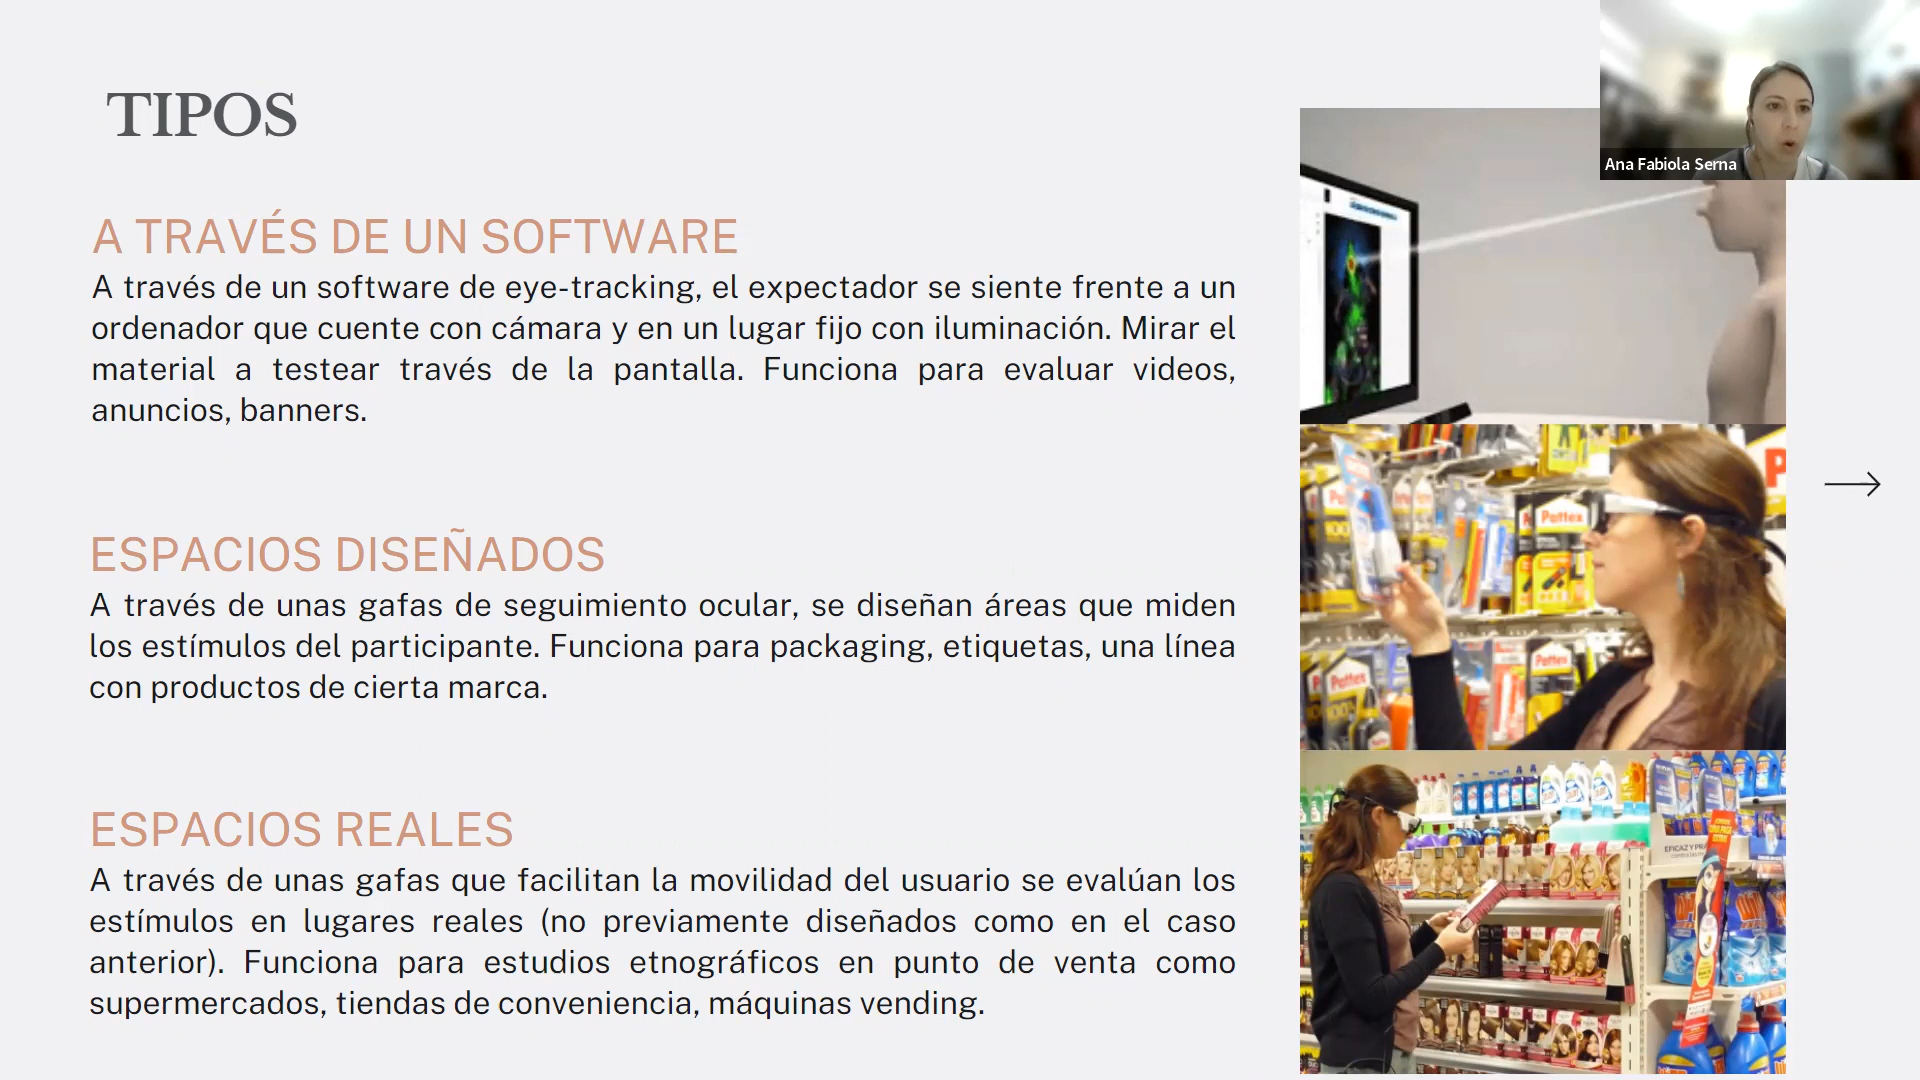 TIPOS
Ana Fabiola Serna
A TRAVÉS DE UN SOFTWARE
A través de un software de eye-tracking, el expectador se siente frente a un
ordenador que cuente con cámara y en un lugar fijo con iluminación. Mirar el
material a testear través de la pantalla. Funciona para evaluar videos,
anuncios, banners.
ESPACIOS DISEÑADOS
A través de unas gafas de seguimiento ocular, se diseñan áreas que miden
los estímulos del participante. Funciona para packaging, etiquetas, una línea
con productos de cierta marca.
ESPACIOS REALES
A través de unas gafas que facilitan la movilidad del usuario se evalúan los
estímulos en lugares reales (no previamente diseñados como en el caso
anterior). Funciona para estudios etnográficos en punto de venta como
supermercados, tiendas de conveniencia, máquinas vending.
Pattex
Pattex
Pattex